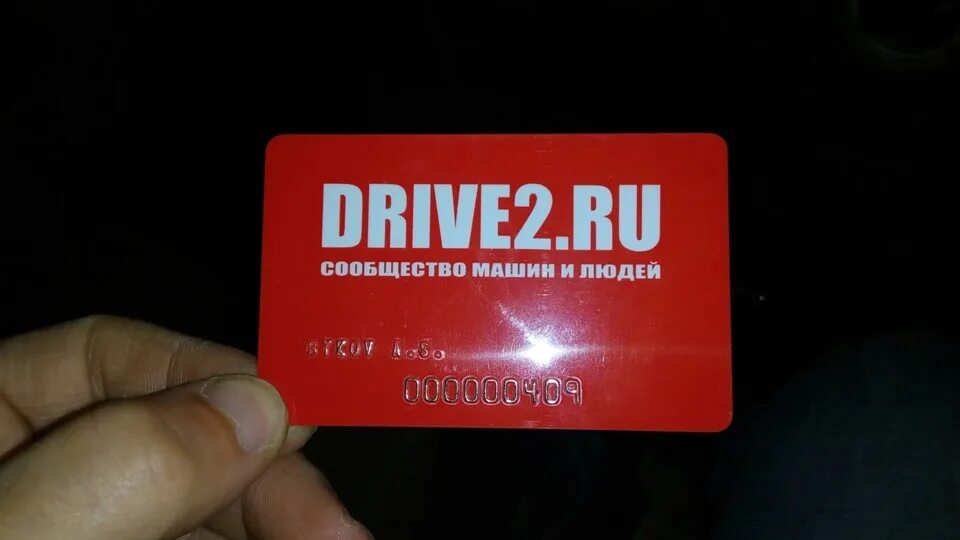 DRIVE2.RU
СООБЩЕСТВО МАШИН И ЛЮДЕЙ
A.S.
000000409